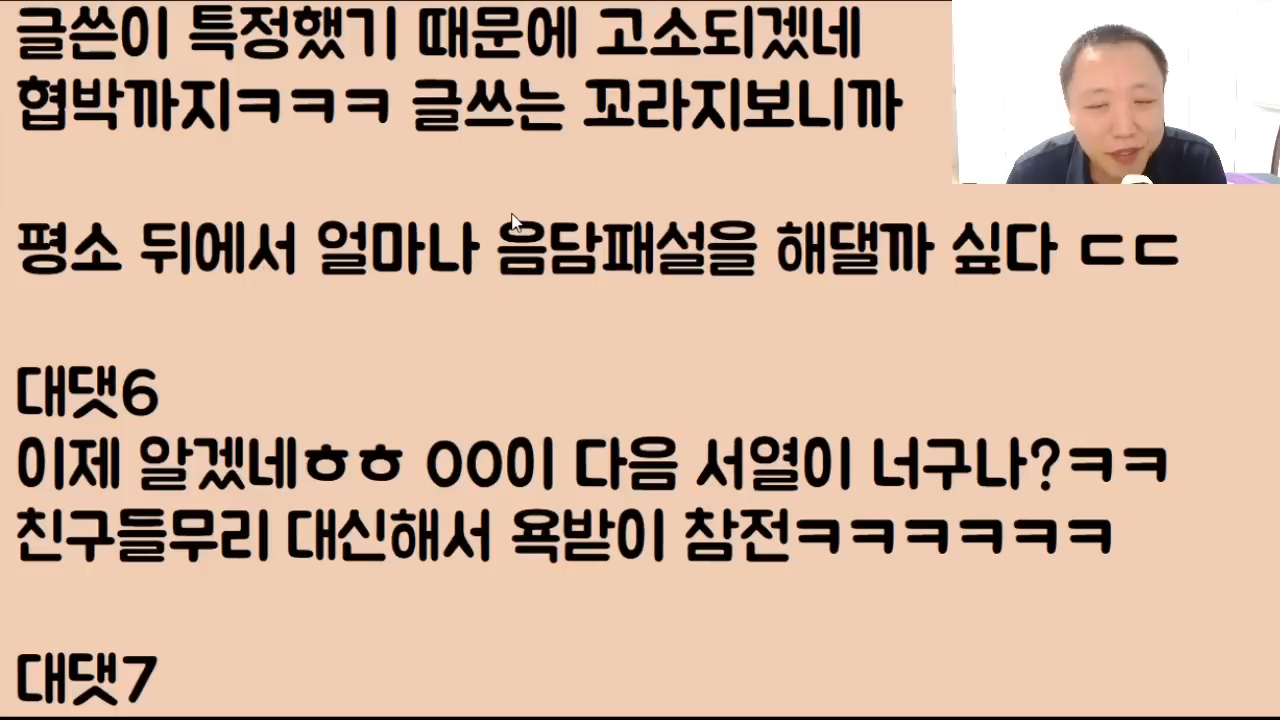 글쓴이 특정했기 때문에 고소되겠네
협박까지ㅋㅋㅋ 글쓰는 꼬라지보니까
평소 뒤에서 얼마나 음담패설을 해댈까 싶다 ㄷㄷ
대댓6
이제 알겠네ㅎㅎ OO이 다음 서열이 너구나?ㅋㅋ
친구들무리 대신해서 욕받이 참전ㅋㅋㅋㅋㅋㅋ
대댓7